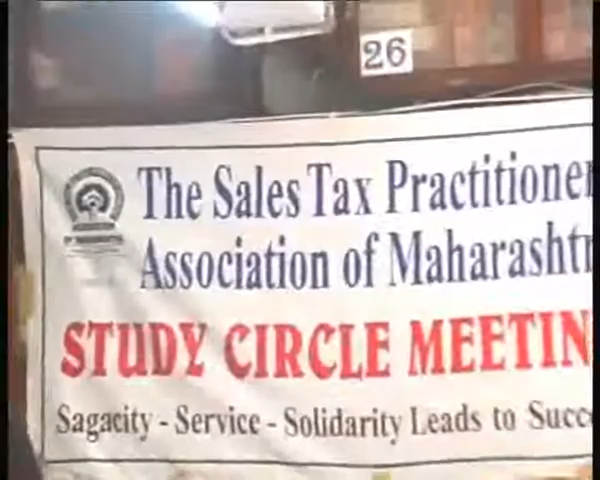 26
The Sales Tax Practitioner
Association of Maharashtr
STUDY CIRCLE MEETIN
Sagacity - Service - Solidarity Leads to Succ